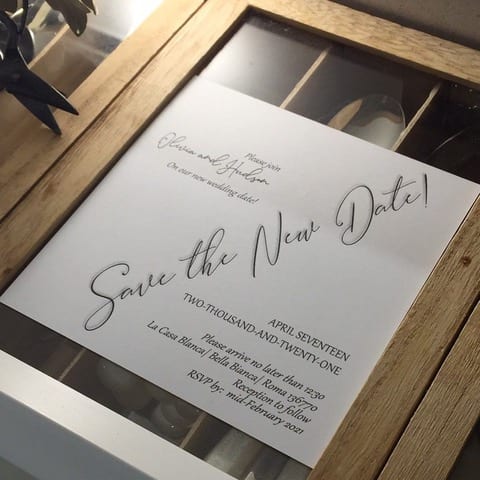 Please join
Olivia and Hudson
On our new wedding date!
Save the New Date!
APRIL SEVENTEEN
TWO-THOUSAND-AND-TWENTY-ONE
Please arrive no later than 12:30
La Casa Bianca| Bella Bianca| Roma 136770
Reception to follow
RSVP by: mid-February 2021